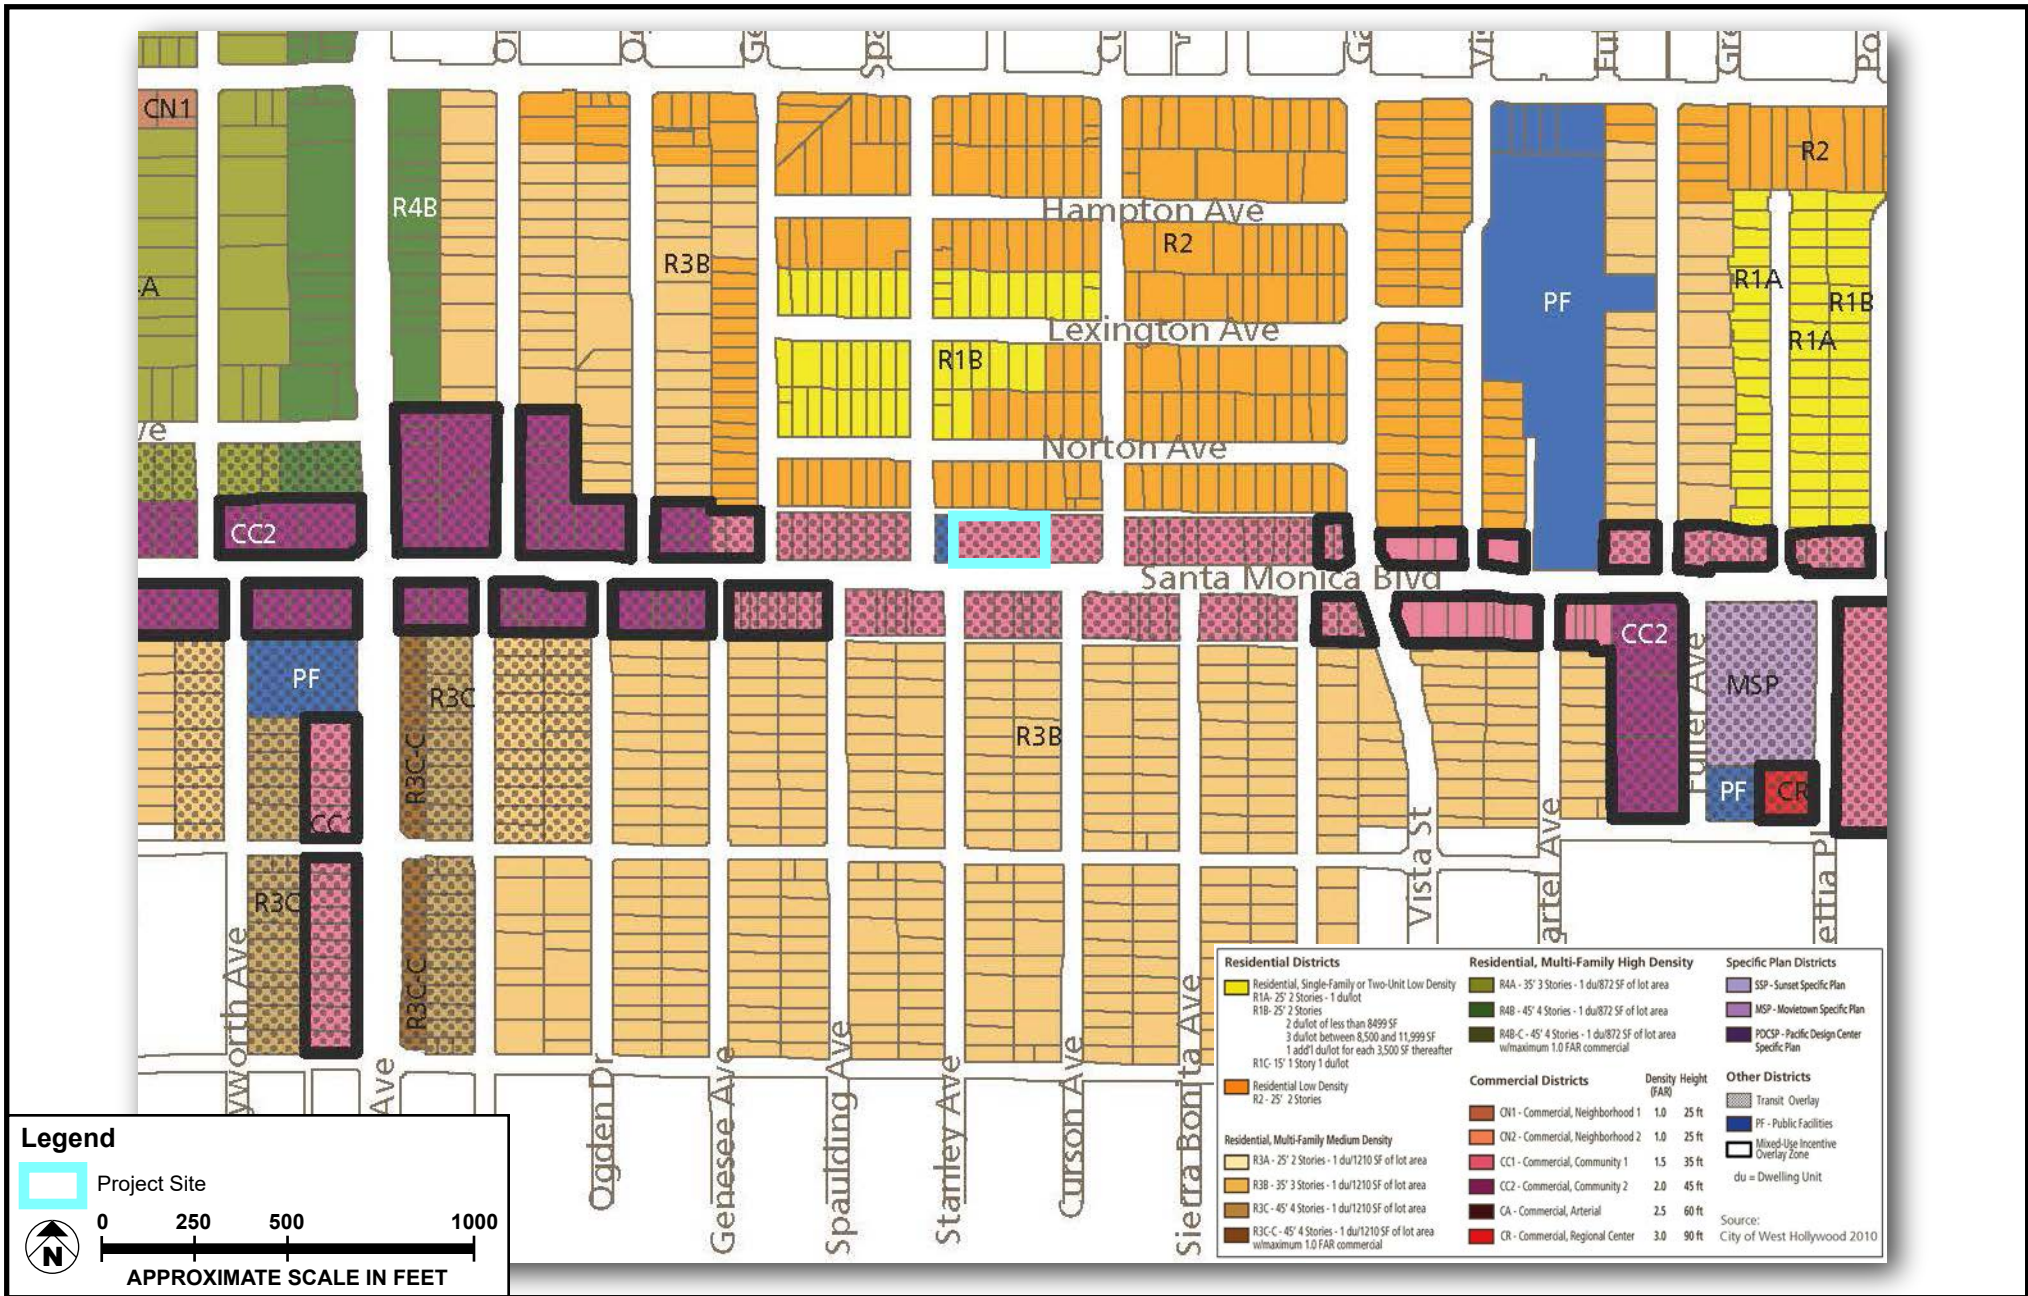 CN1
R4B
R3B
R2
R2
Hampton Ave
Lexington Ave
R1B
Norton Ave
PF
R1A
R1B
R1A
ve
CC2
Santa Monica Blvd
PF
R3C
R3C-C
R3B
CC2
MSP
Fuller Ave
PF
CR
Vista St
artel Ave
ettia Pl
R3C
R3C-C
worth Ave
Ave
Ogden Dr
Genesee Ave
Spaulding Ave
Stanley Ave
Curson Ave
Sierra Bonita Ave
Residential Districts
Residential, Single-Family or Two-Unit Low Density
R1A- 25' 2 Stories - 1 du/lot
R1B- 25' 2 Stories
2 du/lot of less than 8499 SF
3 du/lot between 8,500 and 11,999 SF
1 add'l du/lot for each 3,500 SF thereafter
R1C- 15' 1 Story 1 du/lot
Residential Low Density
R2 - 25' 2 Stories
Residential, Multi-Family Medium Density
R3A - 25' 2 Stories - 1 du/1210 SF of lot area
R3B - 35' 3 Stories - 1 du/1210 SF of lot area
R3C - 45' 4 Stories - 1 du/1210 SF of lot area
R3C-C - 45' 4 Stories - 1 du/1210 SF of lot area
w/maximum 1.0 FAR commercial
Residential, Multi-Family High Density
R4A - 35' 3 Stories - 1 du/872 SF of lot area
R4B - 45' 4 Stories - 1 du/872 SF of lot area
R4B-C - 45' 4 Stories - 1 du/872 SF of lot area
w/maximum 1.0 FAR commercial
Commercial Districts Density Height
(FAR)
CN1 - Commercial, Neighborhood 1 1.0 25 ft
CN2 - Commercial, Neighborhood 2 1.0 25 ft
CC1 - Commercial, Community 1 1.5 35 ft
CC2 - Commercial, Community 2 2.0 45 ft
CA - Commercial, Arterial 2.5 60 ft
CR - Commercial, Regional Center 3.0 90 ft
Specific Plan Districts
SSP - Sunset Specific Plan
MSP - Movietown Specific Plan
PDCSP - Pacific Design Center
Specific Plan
Other Districts
Transit Overlay
PF - Public Facilities
Mixed-Use Incentive
Overlay Zone
du = Dwelling Unit
Source:
City of West Hollywood 2010
Legend
Project Site
0 250 500 1000
N
APPROXIMATE SCALE IN FEET